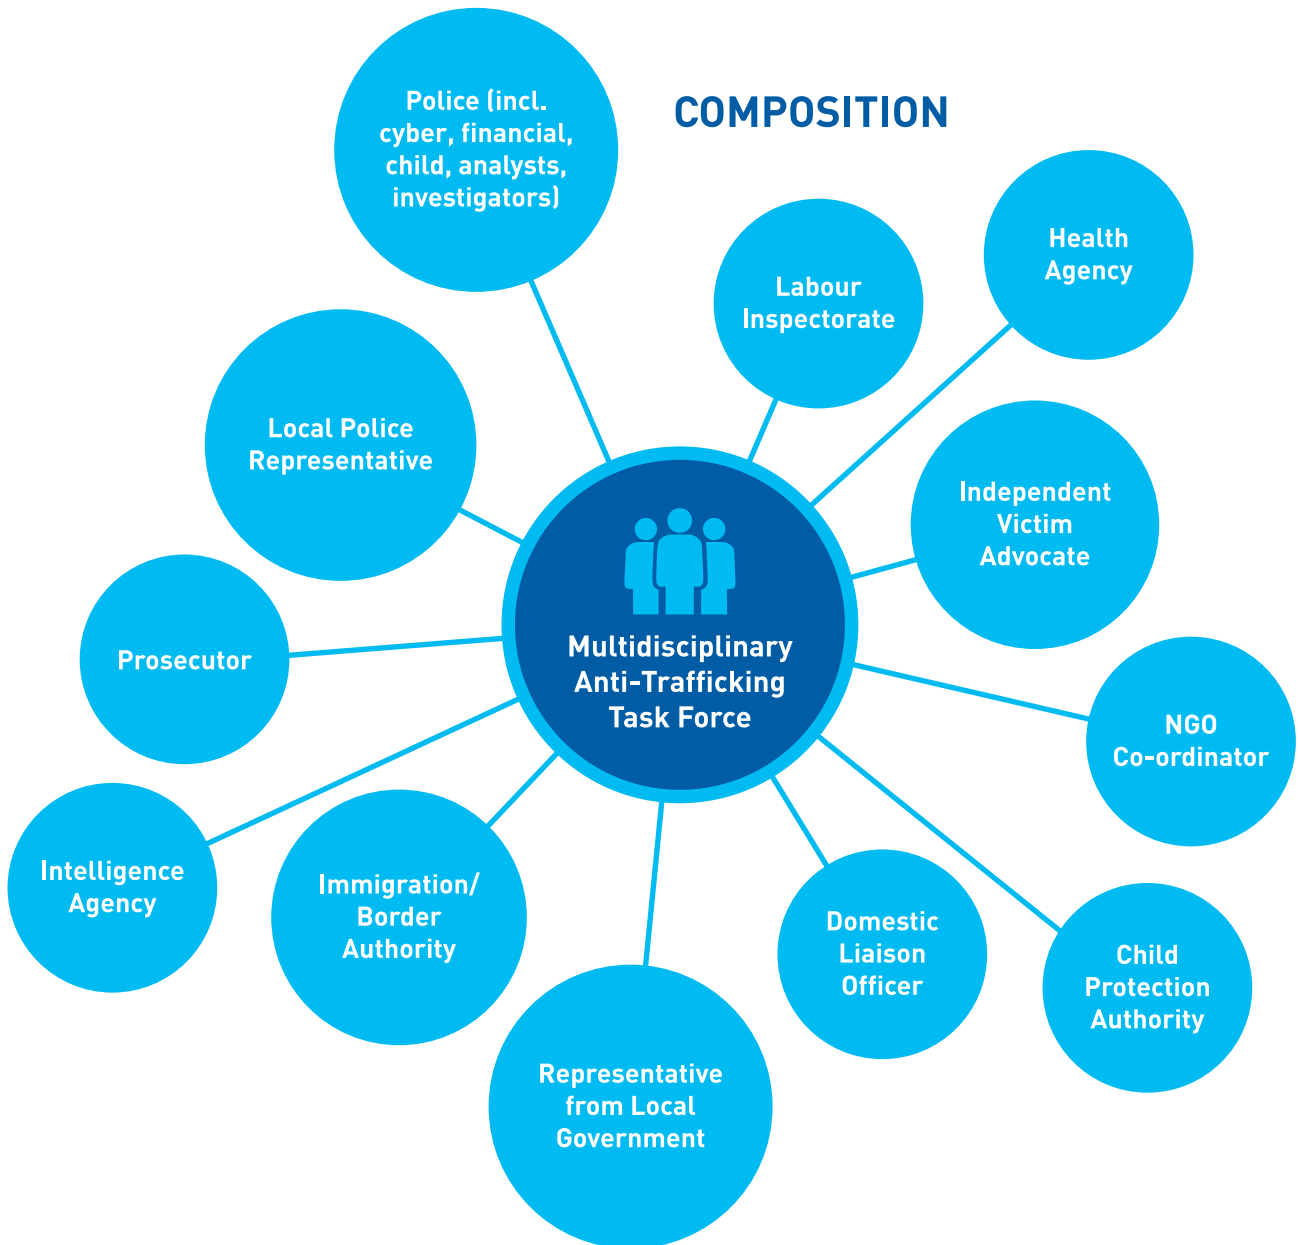 COMPOSITION
Police (incl.
cyber, financial,
child, analysts,
investigators)
Health
Agency
Labour
Inspectorate
Local Police
Representative
Independent
Victim
Advocate
Multidisciplinary
Anti-Trafficking
Task Force
Prosecutor
NGO
Co-ordinator
Intelligence
Agency
Immigration/
Border
Authority
Domestic
Liaison
Officer
Child
Protection
Authority
Representative
from Local
Government